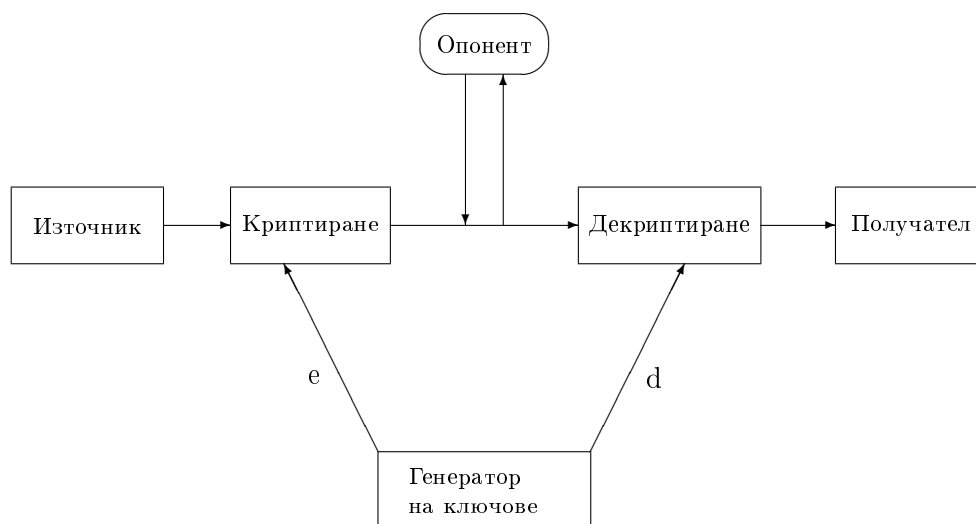 Опонент
Източник
Криптиране
Декриптиране
Получател
e
d
Генератор
на ключове